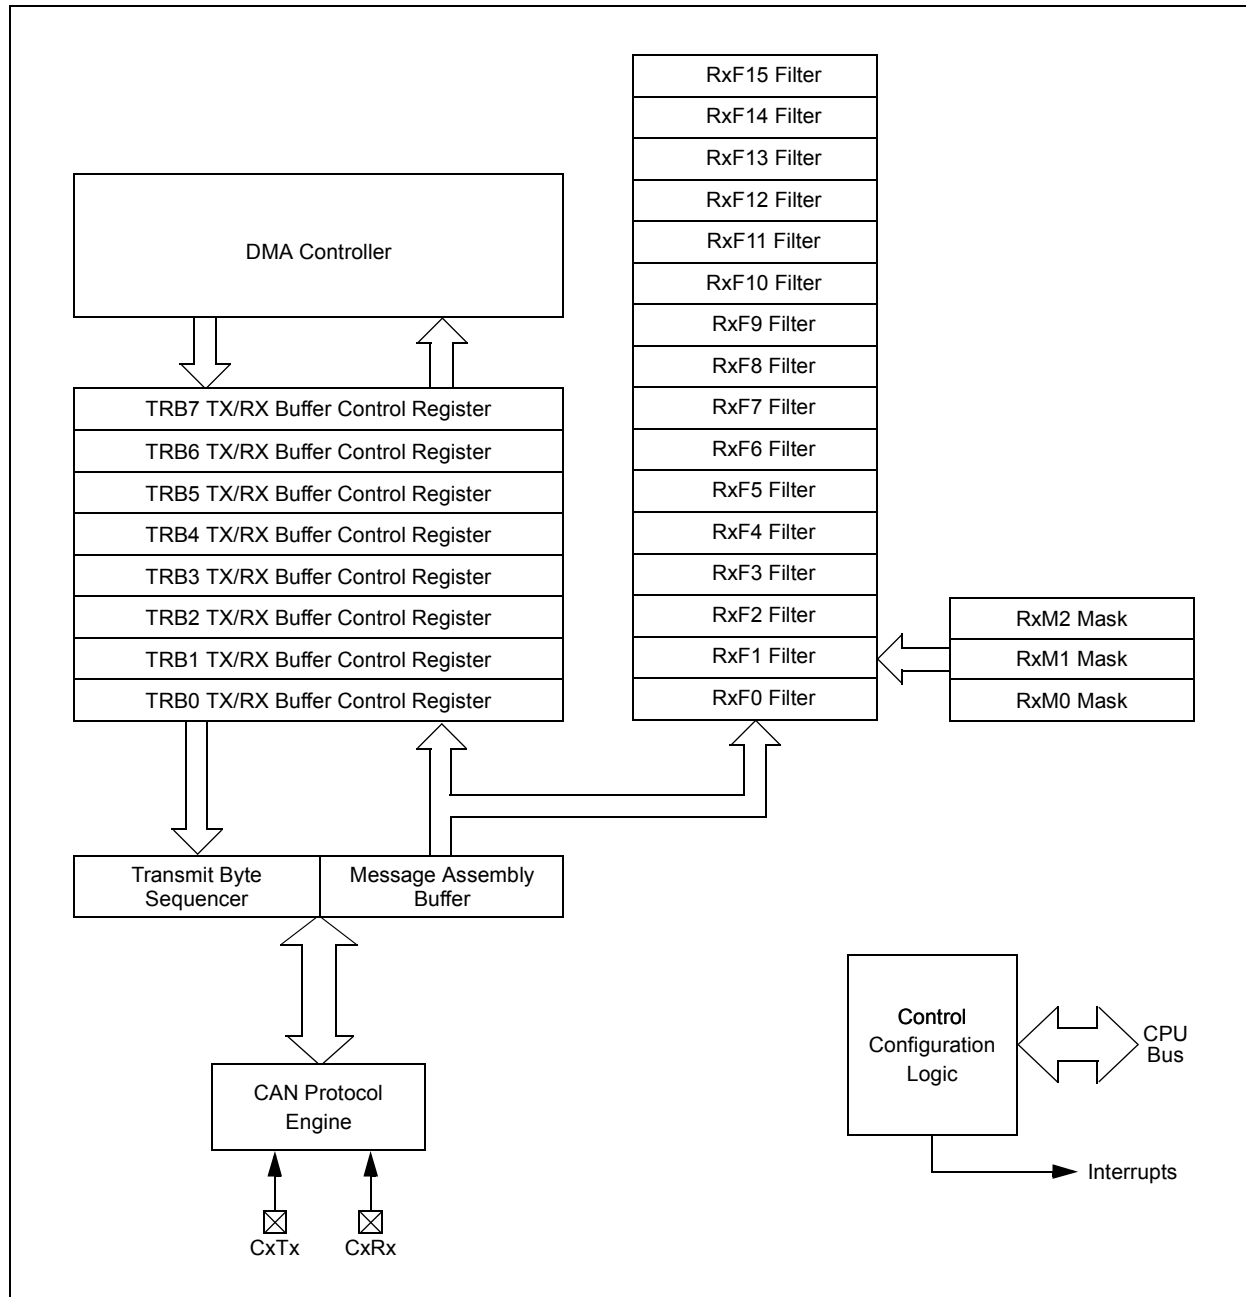 DMA Controller
TRB7 TX/RX Buffer Control Register
TRB6 TX/RX Buffer Control Register
TRB5 TX/RX Buffer Control Register
TRB4 TX/RX Buffer Control Register
TRB3 TX/RX Buffer Control Register
TRB2 TX/RX Buffer Control Register
TRB1 TX/RX Buffer Control Register
TRB0 TX/RX Buffer Control Register
RxF15 Filter
RxF14 Filter
RxF13 Filter
RxF12 Filter
RxF11 Filter
RxF10 Filter
RxF9 Filter
RxF8 Filter
RxF7 Filter
RxF6 Filter
RxF5 Filter
RxF4 Filter
RxF3 Filter
RxF2 Filter
RxF1 Filter
RxF0 Filter
RxM2 Mask
RxM1 Mask
RxM0 Mask
Transmit Byte
Sequencer
Message Assembly
Buffer
CAN Protocol
Engine
CxTx
CxRx
Control
Configuration
Logic
CPU
Bus
Interrupts